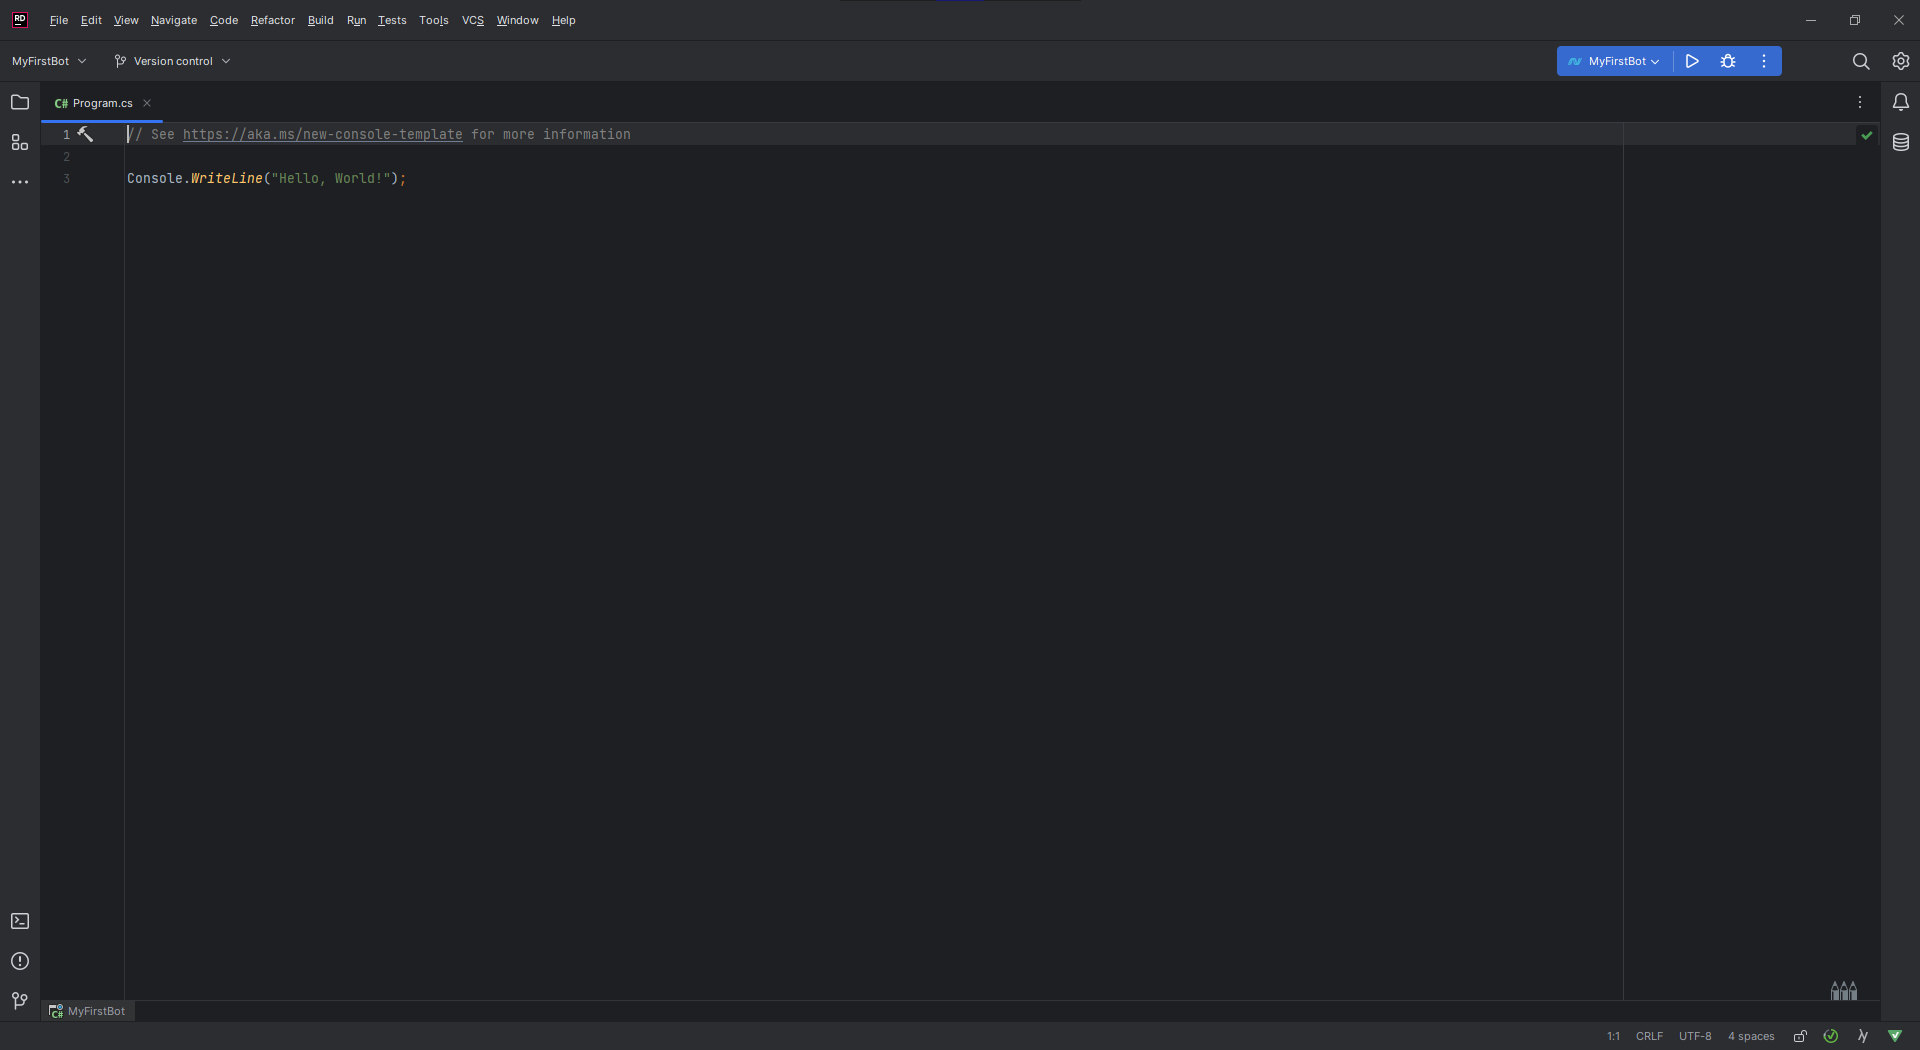 RD File Edit View Navigate Code Refactor Build Run Tests Tools VCS Window Help
MyFirstBot Version control MyFirstBot
C# Program.cs
1 // See https://aka.ms/new-console-template for more information
2
3 Console.WriteLine("Hello, World!");
C# MyFirstBot
1:1 CRLF UTF-8 4 spaces